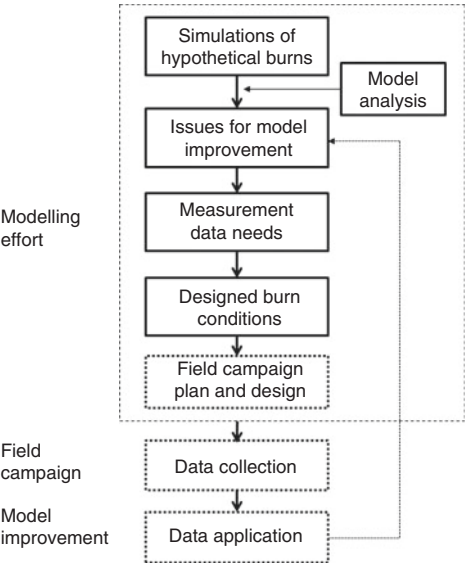 Simulations of
hypothetical burns
Model
analysis
Issues for model
improvement
Modelling
effort
Measurement
data needs
Designed burn
conditions
Field campaign
plan and design
Field
campaign
Data collection
Model
improvement
Data application